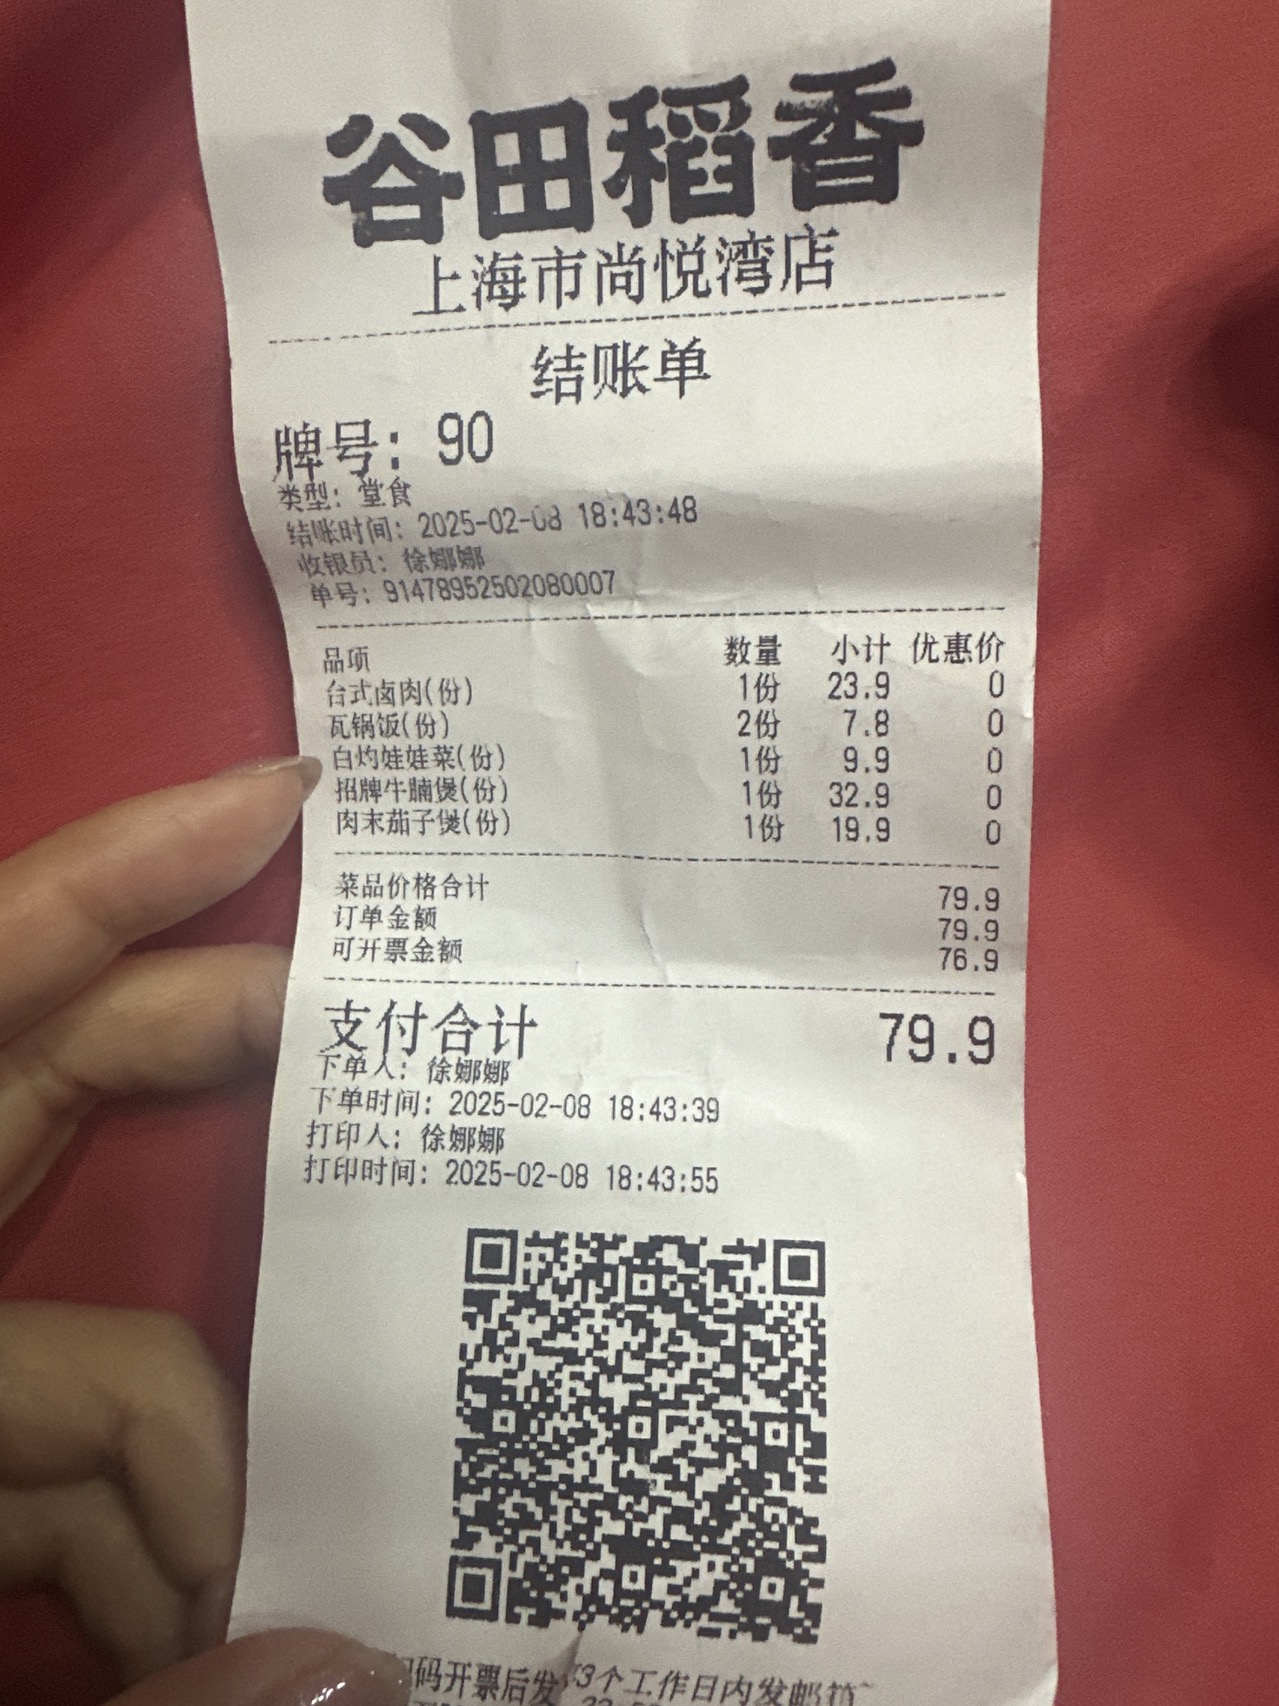 谷田稻香
上海市尚悦湾店
结账单
牌号: 90
类型: 堂食
结账时间: 2025-02-08 18:43:48
收银员: 徐娜娜
单号: 91478952502080007
品项 数量 小计 优惠价
台式卤肉(份) 1份 23.9 0
瓦锅饭(份) 2份 7.8 0
白灼娃娃菜(份) 1份 9.9 0
招牌牛腩煲(份) 1份 32.9 0
肉末茄子煲(份) 1份 19.9 0
菜品价格合计 79.9
订单金额 79.9
可开票金额 76.9
支付合计 79.9
下单人: 徐娜娜
下单时间: 2025-02-08 18:43:39
打印人: 徐娜娜
打印时间: 2025-02-08 18:43:55
码开票后发 3个工作日内发邮箱~